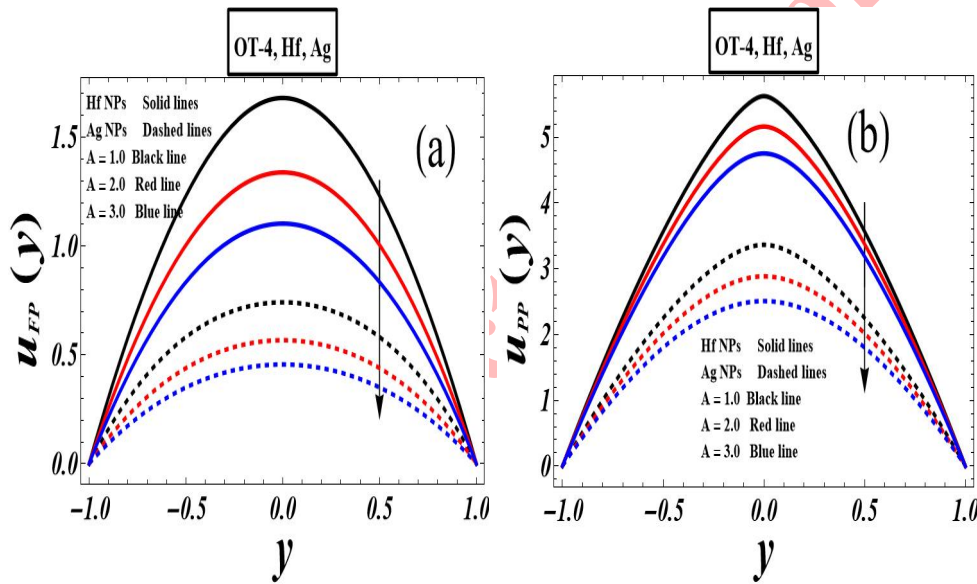 OT-4, Hf, Ag
Hf NPs Solid lines
Ag NPs Dashed lines
A = 1.0 Black line
A = 2.0 Red line
A = 3.0 Blue line
(a)
u_FP (y)
1.5
1.0
0.5
0.0
-1.0 -0.5 0.0 0.5 1.0
y
OT-4, Hf, Ag
(b)
u_PP (y)
5
4
3
2
1
0
Hf NPs Solid lines
Ag NPs Dashed lines
A = 1.0 Black line
A = 2.0 Red line
A = 3.0 Blue line
-1.0 -0.5 0.0 0.5 1.0
y